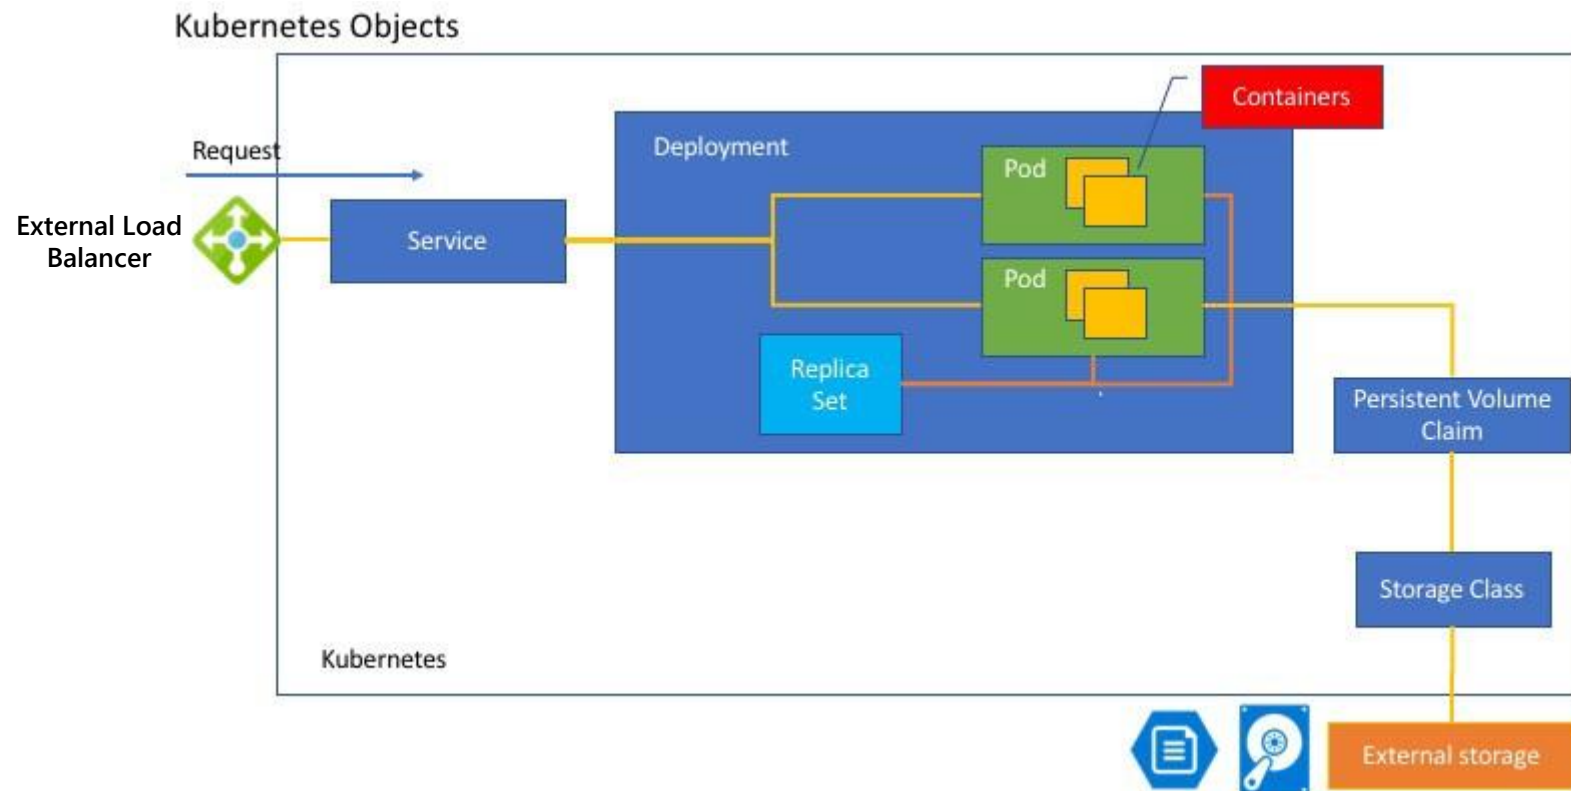 Kubernetes Objects
Containers
Request
Deployment
Pod
External Load
Balancer
Service
Pod
Replica
Set
Persistent Volume
Claim
Storage Class
Kubernetes
External storage